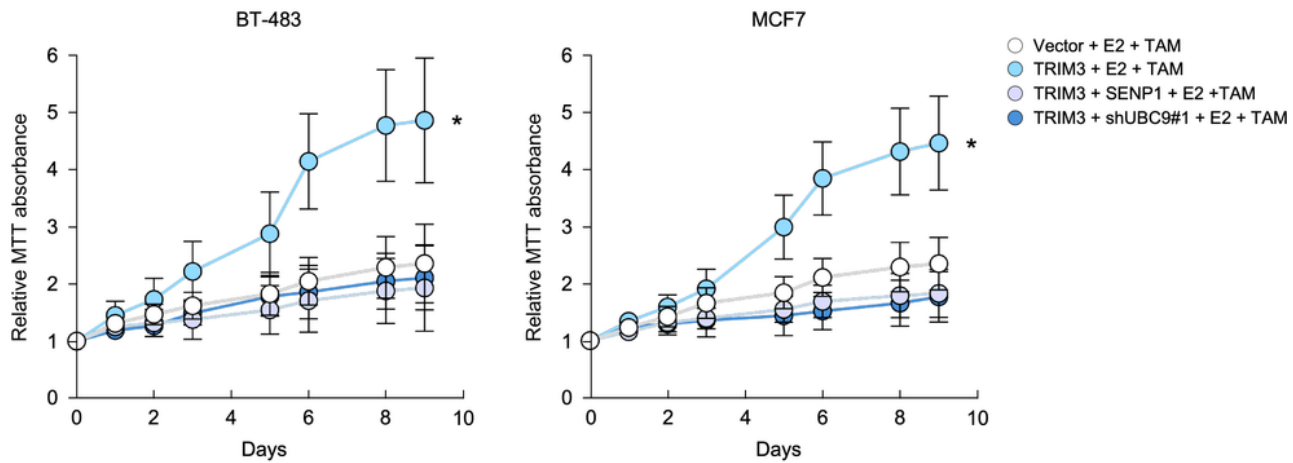 BT-483
6
5
4
3
2
1
0
Relative MTT absorbance
0 2 4 6 8 10
Days
*
MCF7
6
5
4
3
2
1
0
Relative MTT absorbance
0 2 4 6 8 10
Days
*
Vector + E2 + TAM
TRIM3 + E2 + TAM
TRIM3 + SENP1 + E2 +TAM
TRIM3 + shUBC9#1 + E2 + TAM